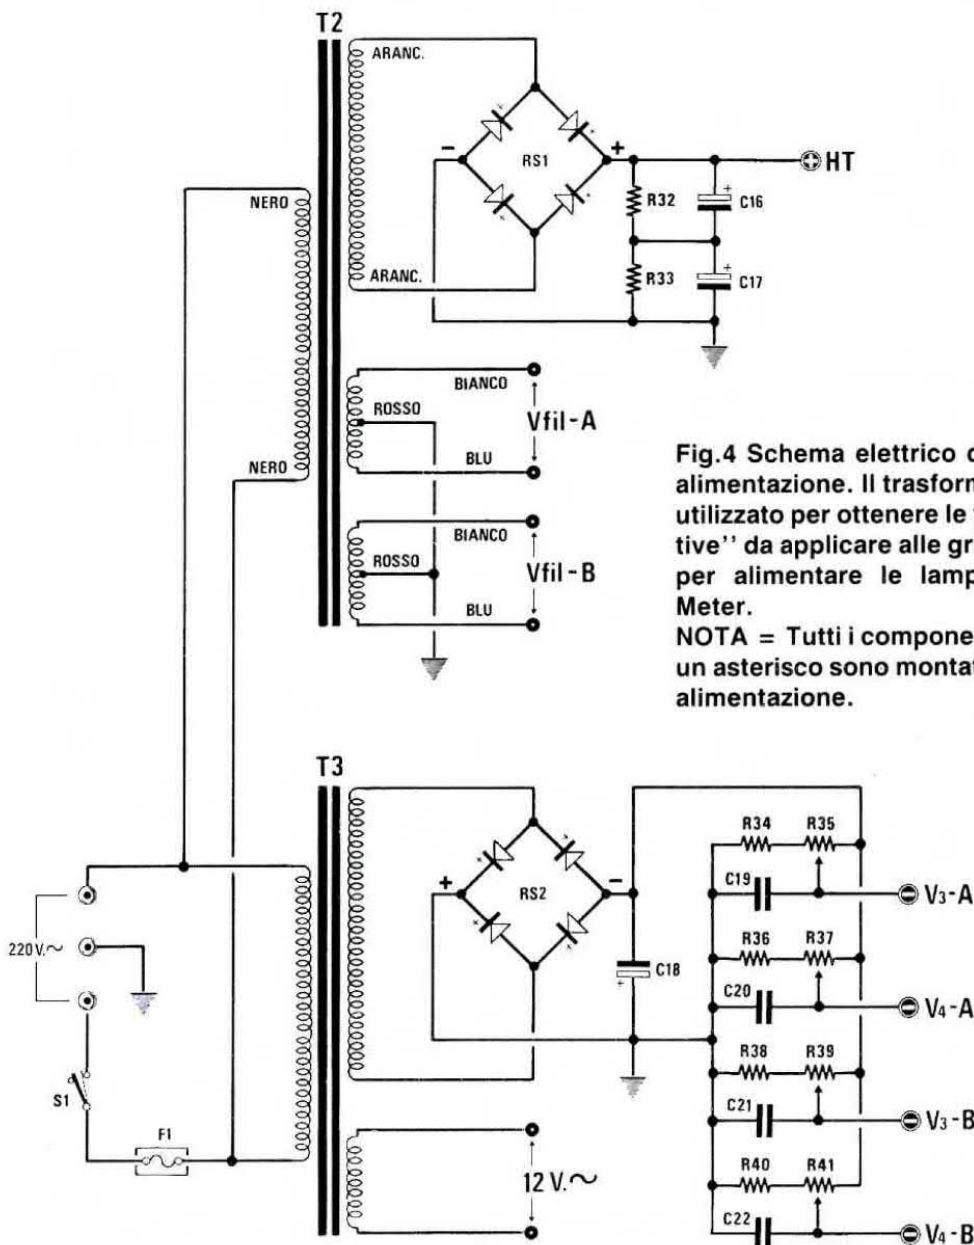 T2
ARANC.
RS1
-
+
HT
R32
C16
+
R33
C17
+
ARANC.
NERO
NERO
BIANCO
ROSSO
Vfil-A
BLU
BIANCO
ROSSO
Vfil-B
BLU
Fig.4 Schema elettrico d
alimentazione. Il trasform
utilizzato per ottenere le
tive'' da applicare alle gr
per alimentare le lamp
Meter.
NOTA = Tutti i compone
un asterisco sono montat
alimentazione.
T3
+
RS2
-
C18
+
R34
R35
C19
V3-A
R36
R37
C20
V4-A
R38
R39
C21
V3-B
R40
R41
C22
V4-B
220 V.~
S1
F1
12 V.~